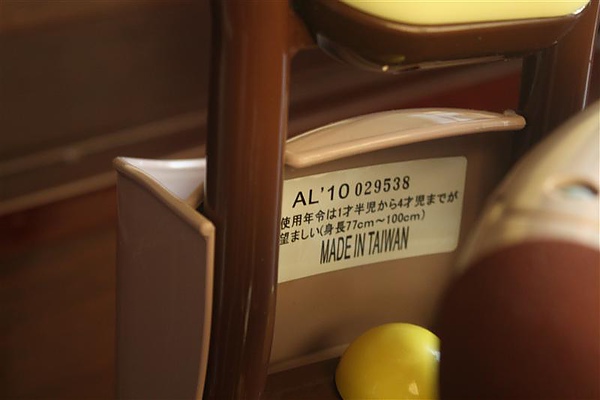 AL'10 029538
使用年令は1才半児から4才児までが
望ましい(身長77cm〜100cm)
MADE IN TAIWAN